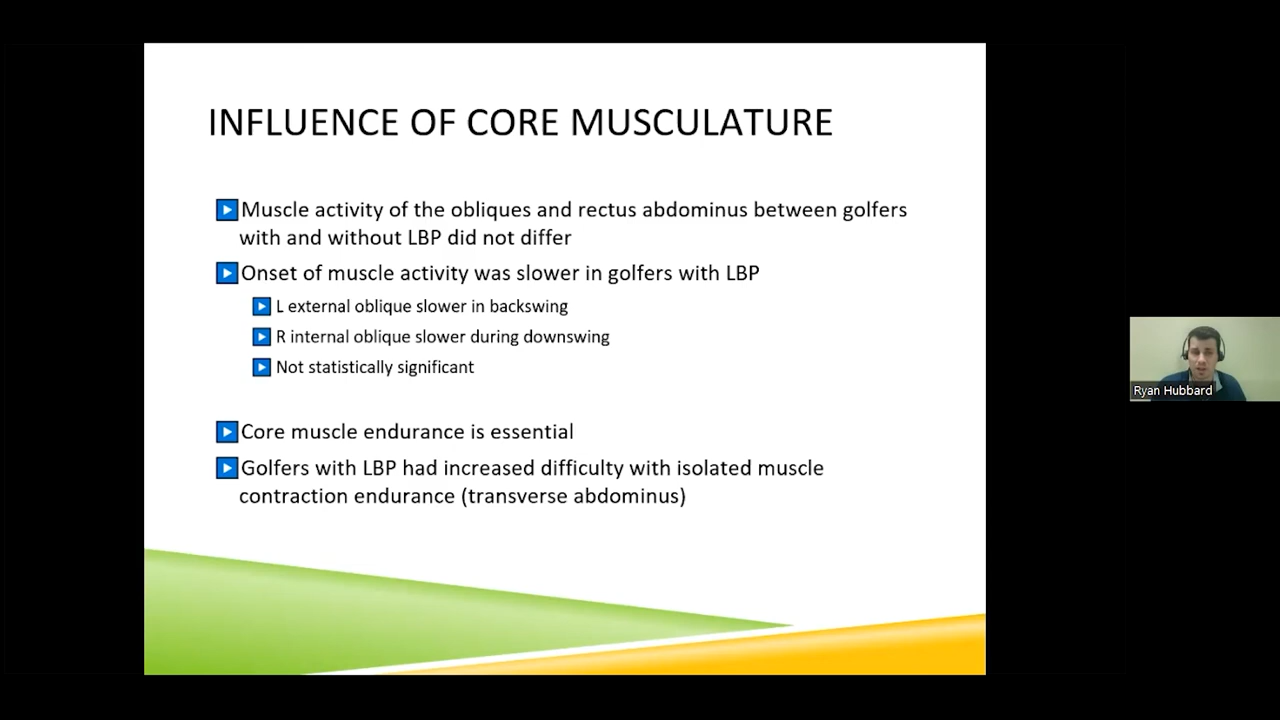 INFLUENCE OF CORE MUSCULATURE
Muscle activity of the obliques and rectus abdominus between golfers
with and without LBP did not differ
Onset of muscle activity was slower in golfers with LBP
L external oblique slower in backswing
R internal oblique slower during downswing
Not statistically significant
Core muscle endurance is essential
Golfers with LBP had increased difficulty with isolated muscle
contraction endurance (transverse abdominus)
Ryan Hubbard